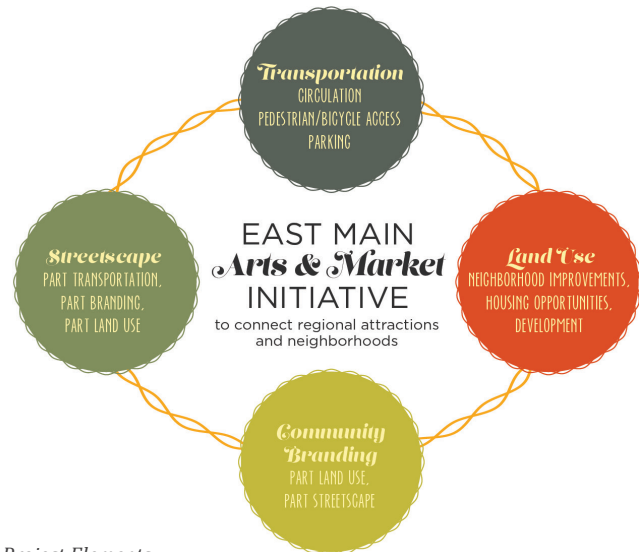 Transportation
CIRCULATION
PEDESTRIAN/BICYCLE ACCESS
PARKING
EAST MAIN
Arts & Market
INITIATIVE
to connect regional attractions
and neighborhoods
Streetscape
PART TRANSPORTATION,
PART BRANDING,
PART LAND USE
Land Use
NEIGHBORHOOD IMPROVEMENTS,
HOUSING OPPORTUNITIES,
DEVELOPMENT
Community
Branding
PART LAND USE,
PART STREETSCAPE
Project Elements